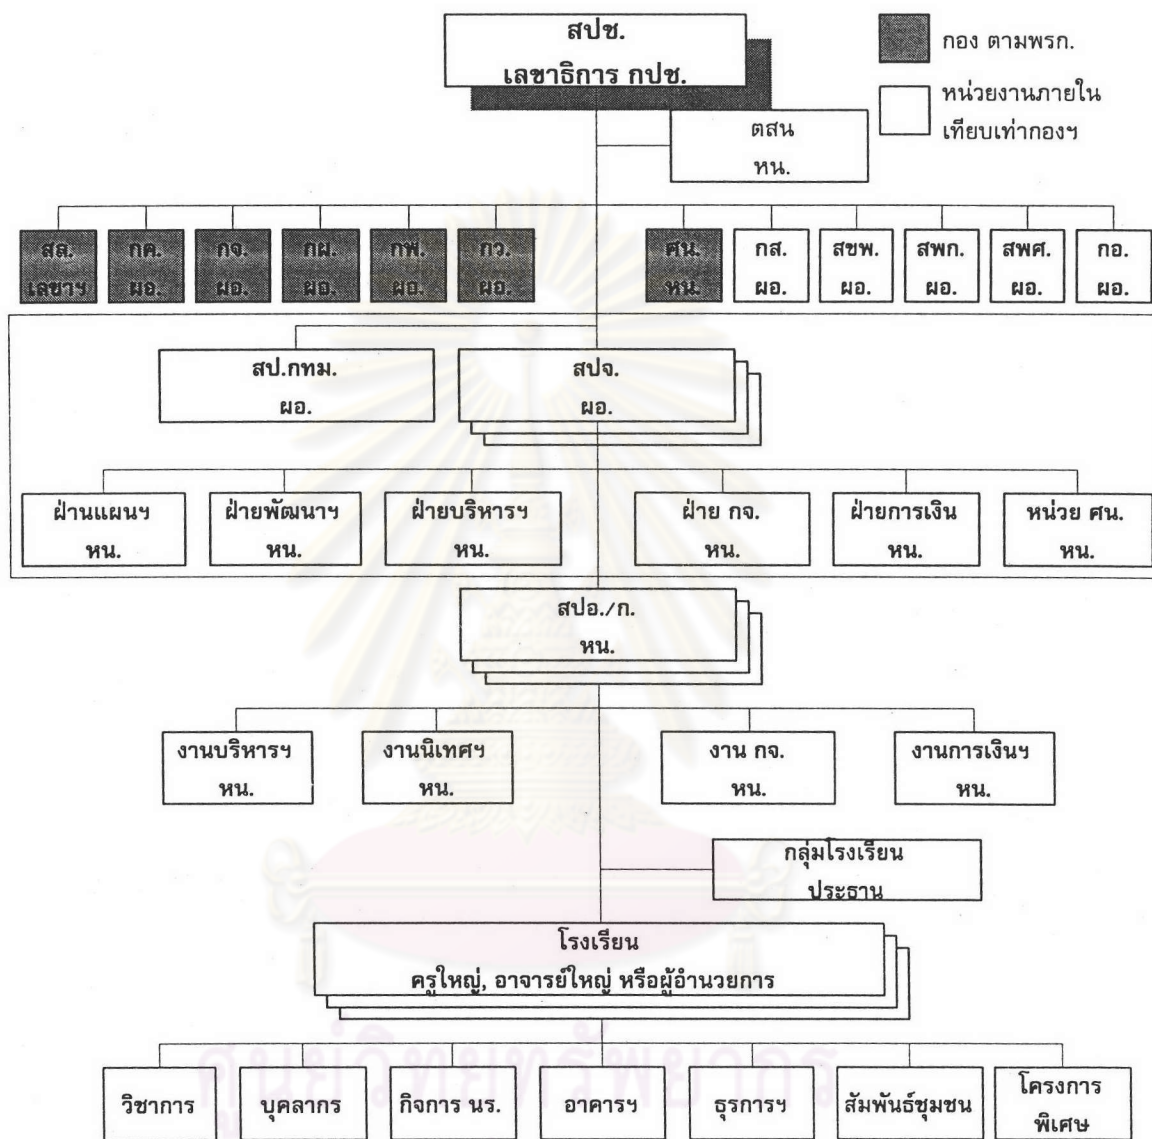 สปช.
เลขาธิการ กปช.
กอง ตามพรก.
หน่วยงานภายใน
เทียบเท่ากองฯ
ตสน
หน.
สล. กค. กจ. กผ. กพ. กว. ศน. กส. สขพ. สพก. สพศ. กอ.
เลขาฯ ผอ. ผอ. ผอ. ผอ. ผอ. หน. ผอ. ผอ. ผอ. ผอ. ผอ.
สป.กทม. สปจ.
ผอ. ผอ.
ฝ่านแผนฯ ฝ่ายพัฒนาฯ ฝ่ายบริหารฯ ฝ่าย กจ. ฝ่ายการเงิน หน่วย ศน.
หน. หน. หน. หน. หน. หน.
สปอ./ก.
หน.
งานบริหารฯ งานนิเทศฯ งาน กจ. งานการเงินฯ
หน. หน. หน. หน.
กลุ่มโรงเรียน
ประธาน
โรงเรียน
ครูใหญ่, อาจารย์ใหญ่ หรือผู้อำนวยการ
วิชาการ บุคลากร กิจการ นร. อาคารฯ ธุรการฯ สัมพันธ์ชุมชน โครงการ
พิเศษ
ศูนย์วิทยทรัพยากร